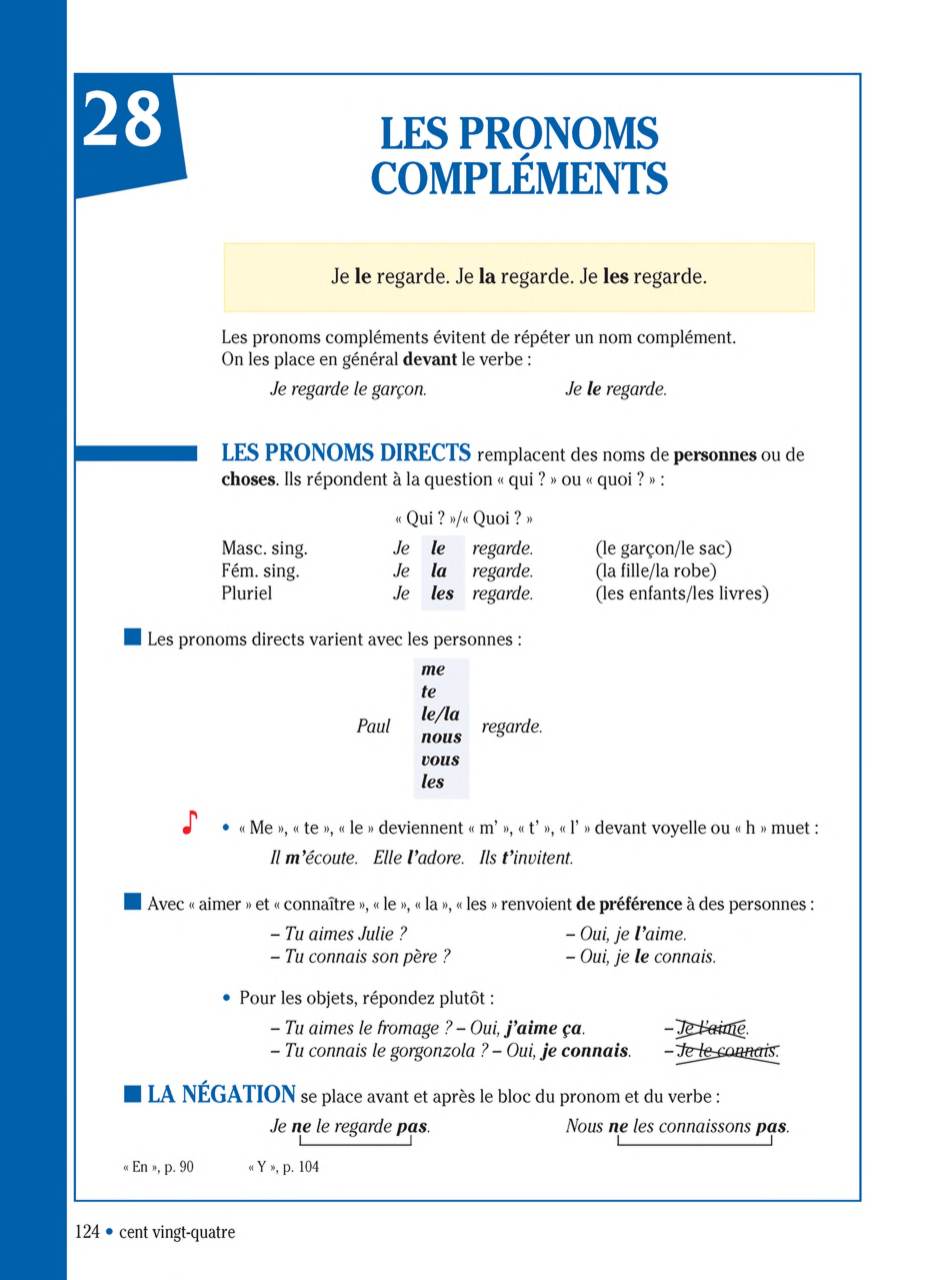 28
LES PRONOMS
COMPLÉMENTS
Je le regarde. Je la regarde. Je les regarde.
Les pronoms compléments évitent de répéter un nom complément.
On les place en général devant le verbe :
Je regarde le garçon. Je le regarde.
LES PRONOMS DIRECTS remplacent des noms de personnes ou de
choses. Ils répondent à la question « qui ? » ou « quoi ? » :
« Qui ? »/« Quoi ? »
Masc. sing. Je le regarde. (le garçon/le sac)
Fém. sing. Je la regarde. (la fille/la robe)
Pluriel Je les regarde. (les enfants/les livres)
■ Les pronoms directs varient avec les personnes :
me
te
le/la
Paul nous regarde.
vous
les
♪ • « Me », « te », « le » deviennent « m’ », « t’ », « l’ » devant voyelle ou « h » muet :
Il m’écoute. Elle l’adore. Ils t’invitent.
■ Avec « aimer » et « connaître », « le », « la », « les » renvoient de préférence à des personnes :
– Tu aimes Julie ? – Oui, je l’aime.
– Tu connais son père ? – Oui, je le connais.
• Pour les objets, répondez plutôt :
– Tu aimes le fromage ? – Oui, j’aime ça. – Je l’aime.
– Tu connais le gorgonzola ? – Oui, je connais. – Je le connais.
■ LA NÉGATION se place avant et après le bloc du pronom et du verbe :
Je ne le regarde pas. Nous ne les connaissons pas.
« En », p. 90 « Y », p. 104
124 • cent vingt-quatre